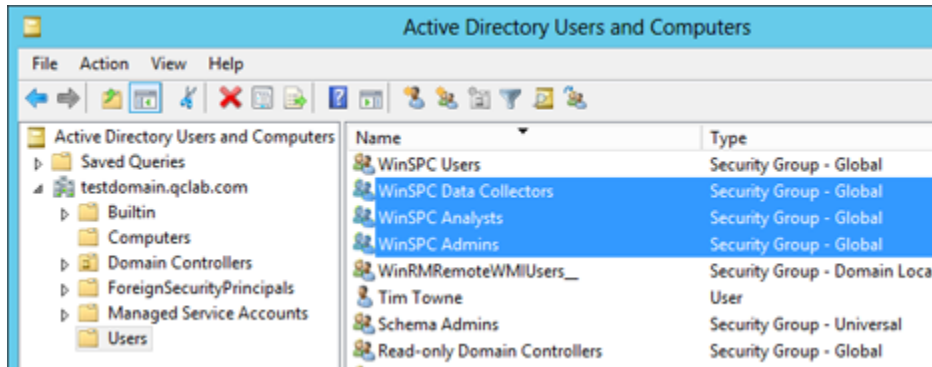 Active Directory Users and Computers
File Action View Help
Active Directory Users and Computers
Saved Queries
testdomain.qclab.com
Builtin
Computers
Domain Controllers
ForeignSecurityPrincipals
Managed Service Accounts
Users
Name Type
WinSPC Users Security Group - Global
WinSPC Data Collectors Security Group - Global
WinSPC Analysts Security Group - Global
WinSPC Admins Security Group - Global
WinRMRemoteWMIUsers__ Security Group - Domain Loca
Tim Towne User
Schema Admins Security Group - Universal
Read-only Domain Controllers Security Group - Global